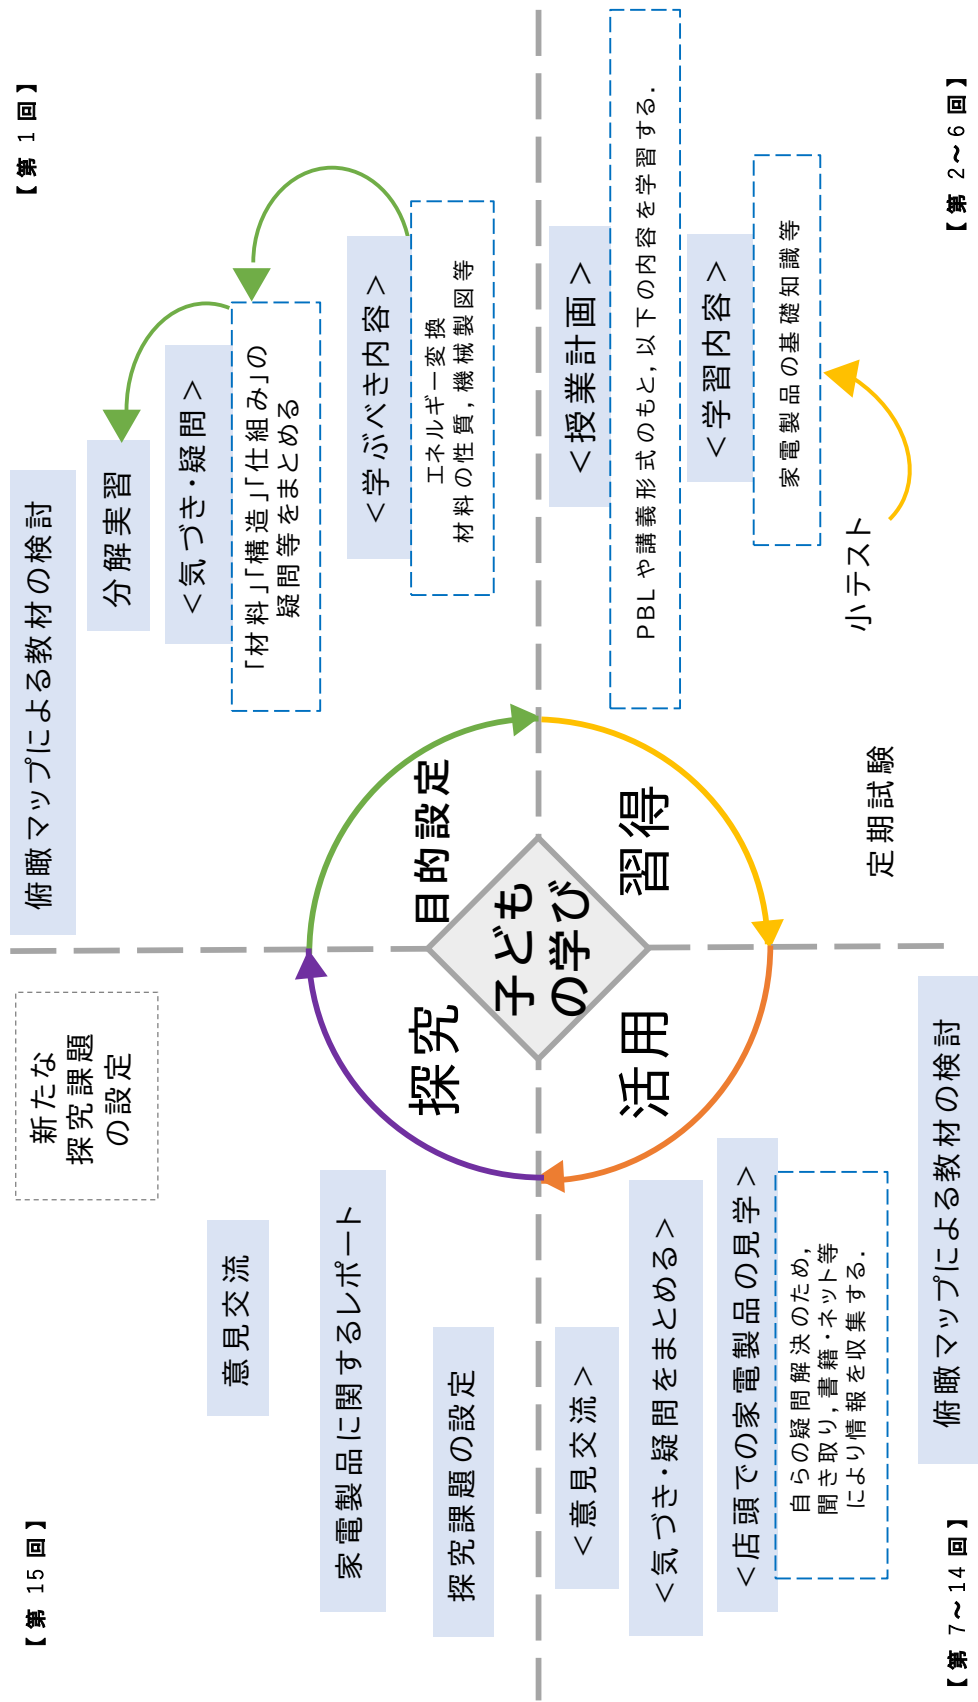 【第 15 回】
新たな
探究課題
の設定
意見交流
家電製品に関するレポート
探究課題の設定
探究
【第 1 回】
俯瞰マップによる教材の検討
分解実習
＜気づき・疑問＞
「材料」「構造」「仕組み」の
疑問等をまとめる
＜学ぶべき内容＞
エネルギー変換
材料の性質，機械製図等
目的設定
子ども
の学び
【第 7～14 回】
活用
＜意見交流＞
＜気づき・疑問をまとめる＞
＜店頭での家電製品の見学＞
自らの疑問解決のため，
聞き取り，書籍・ネット等
により情報を収集する．
俯瞰マップによる教材の検討
【第 2～6 回】
習得
＜授業計画＞
PBL や講義形式のもと，以下の内容を学習する．
＜学習内容＞
家電製品の基礎知識等
小テスト
定期試験